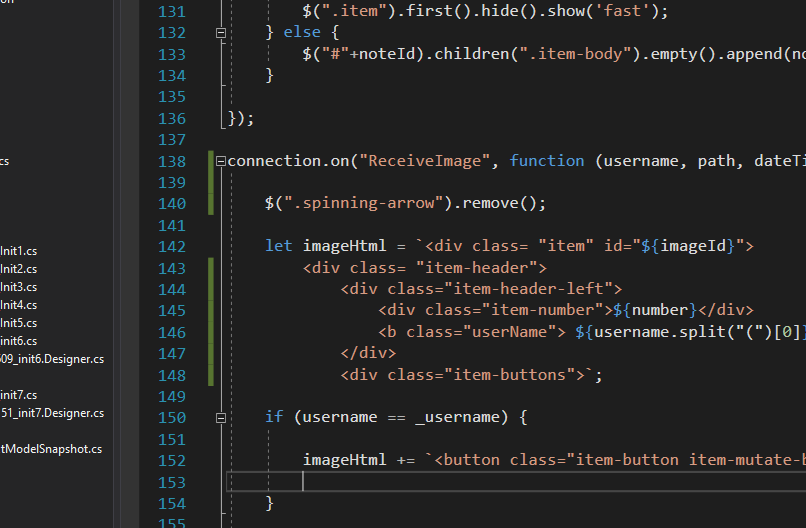 on
cs
Init1.cs
Init2.cs
Init3.cs
Init4.cs
Init5.cs
init6.cs
609_init6.Designer.cs
init7.cs
151_init7.Designer.cs
tModelSnapshot.cs
131 $(".item").first().hide().show('fast');
132 } else {
133 $("#"+noteId).children(".item-body").empty().append(no
134 }
135
136 });
137
138 connection.on("ReceiveImage", function (username, path, dateTi
139
140 $(".spinning-arrow").remove();
141
142 let imageHtml = `<div class= "item" id="${imageId}">
143 <div class= "item-header">
144 <div class="item-header-left">
145 <div class="item-number">${number}</div>
146 <b class="userName"> ${username.split("(")[0]}
147 </div>
148 <div class="item-buttons">`;
149
150 if (username == _username) {
151
152 imageHtml += `<button class="item-button item-mutate-b
153
154 }
155